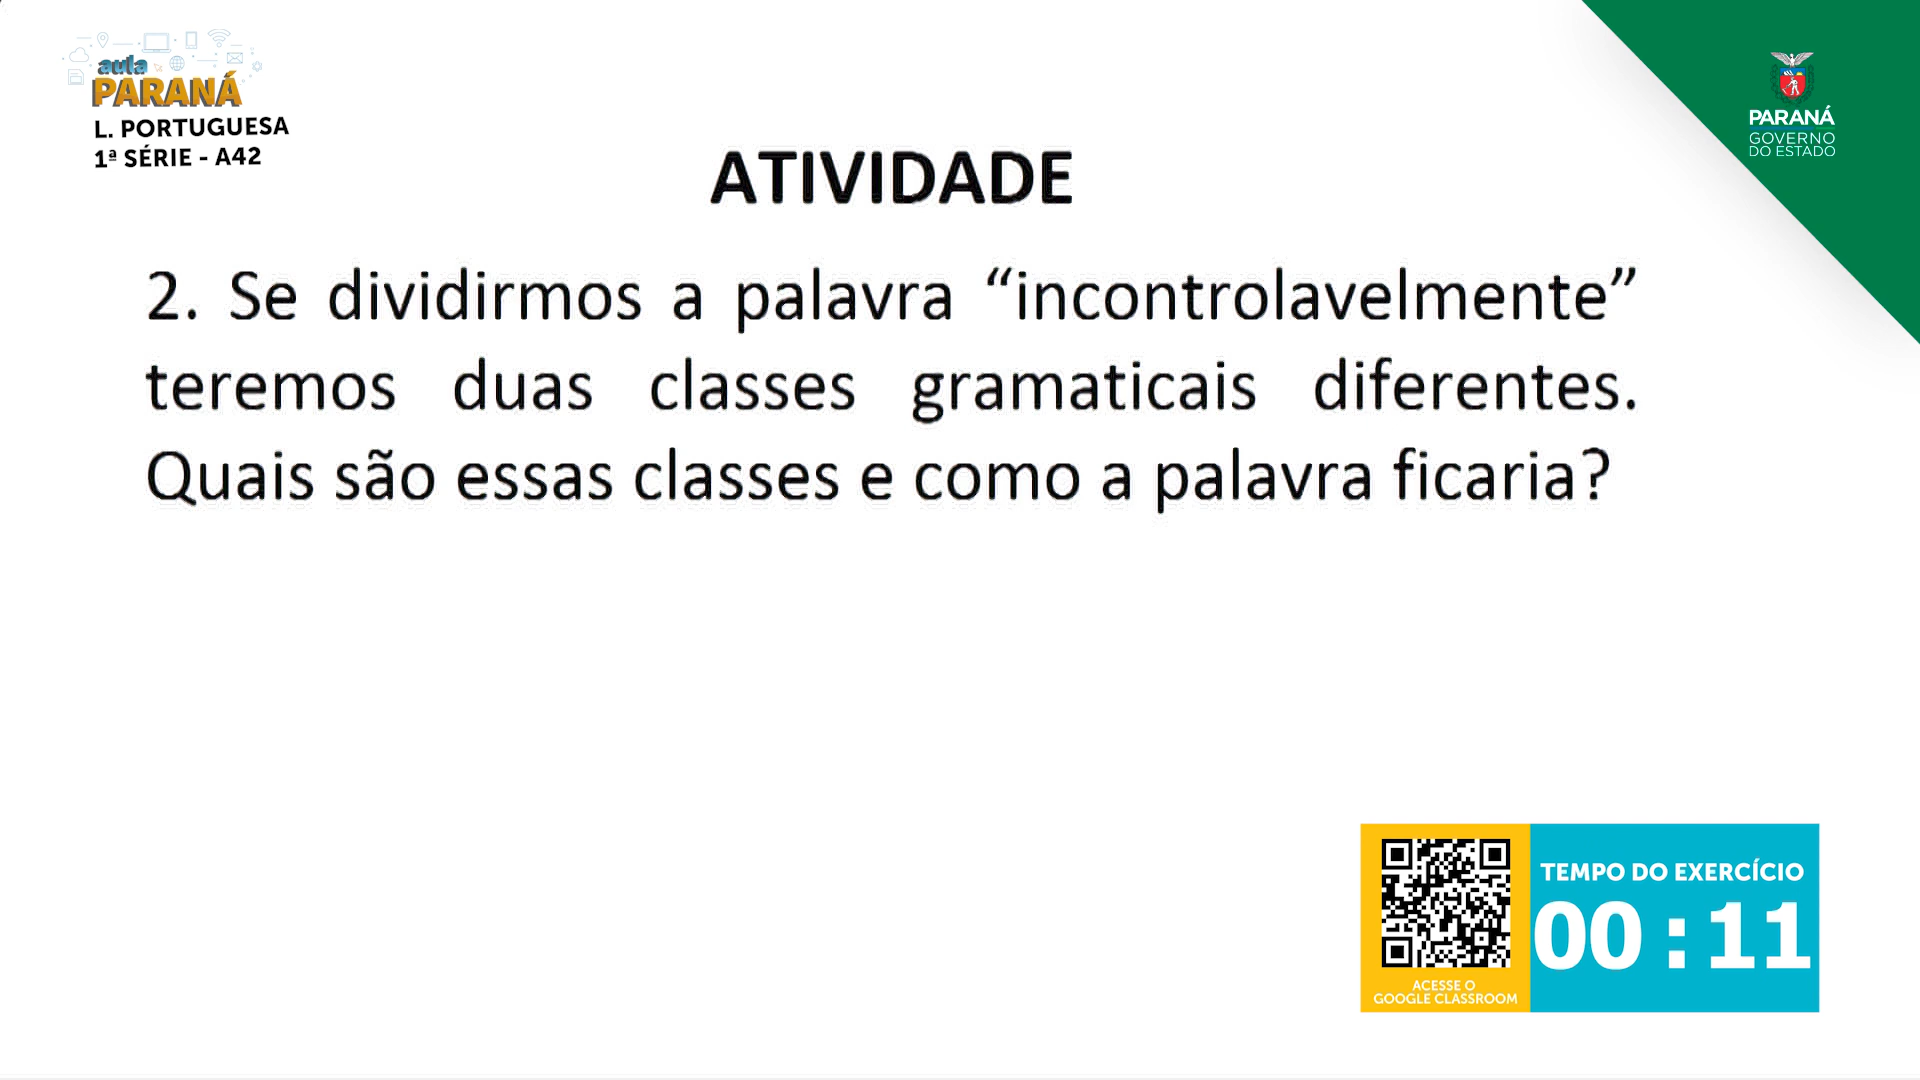 aula
PARANÁ
L. PORTUGUESA
1ª SÉRIE - A42
PARANÁ
GOVERNO
DO ESTADO
ATIVIDADE
2. Se dividirmos a palavra “incontrolavelmente”
teremos duas classes gramaticais diferentes.
Quais são essas classes e como a palavra ficaria?
ACESSE O
GOOGLE CLASSROOM
TEMPO DO EXERCÍCIO
00:11